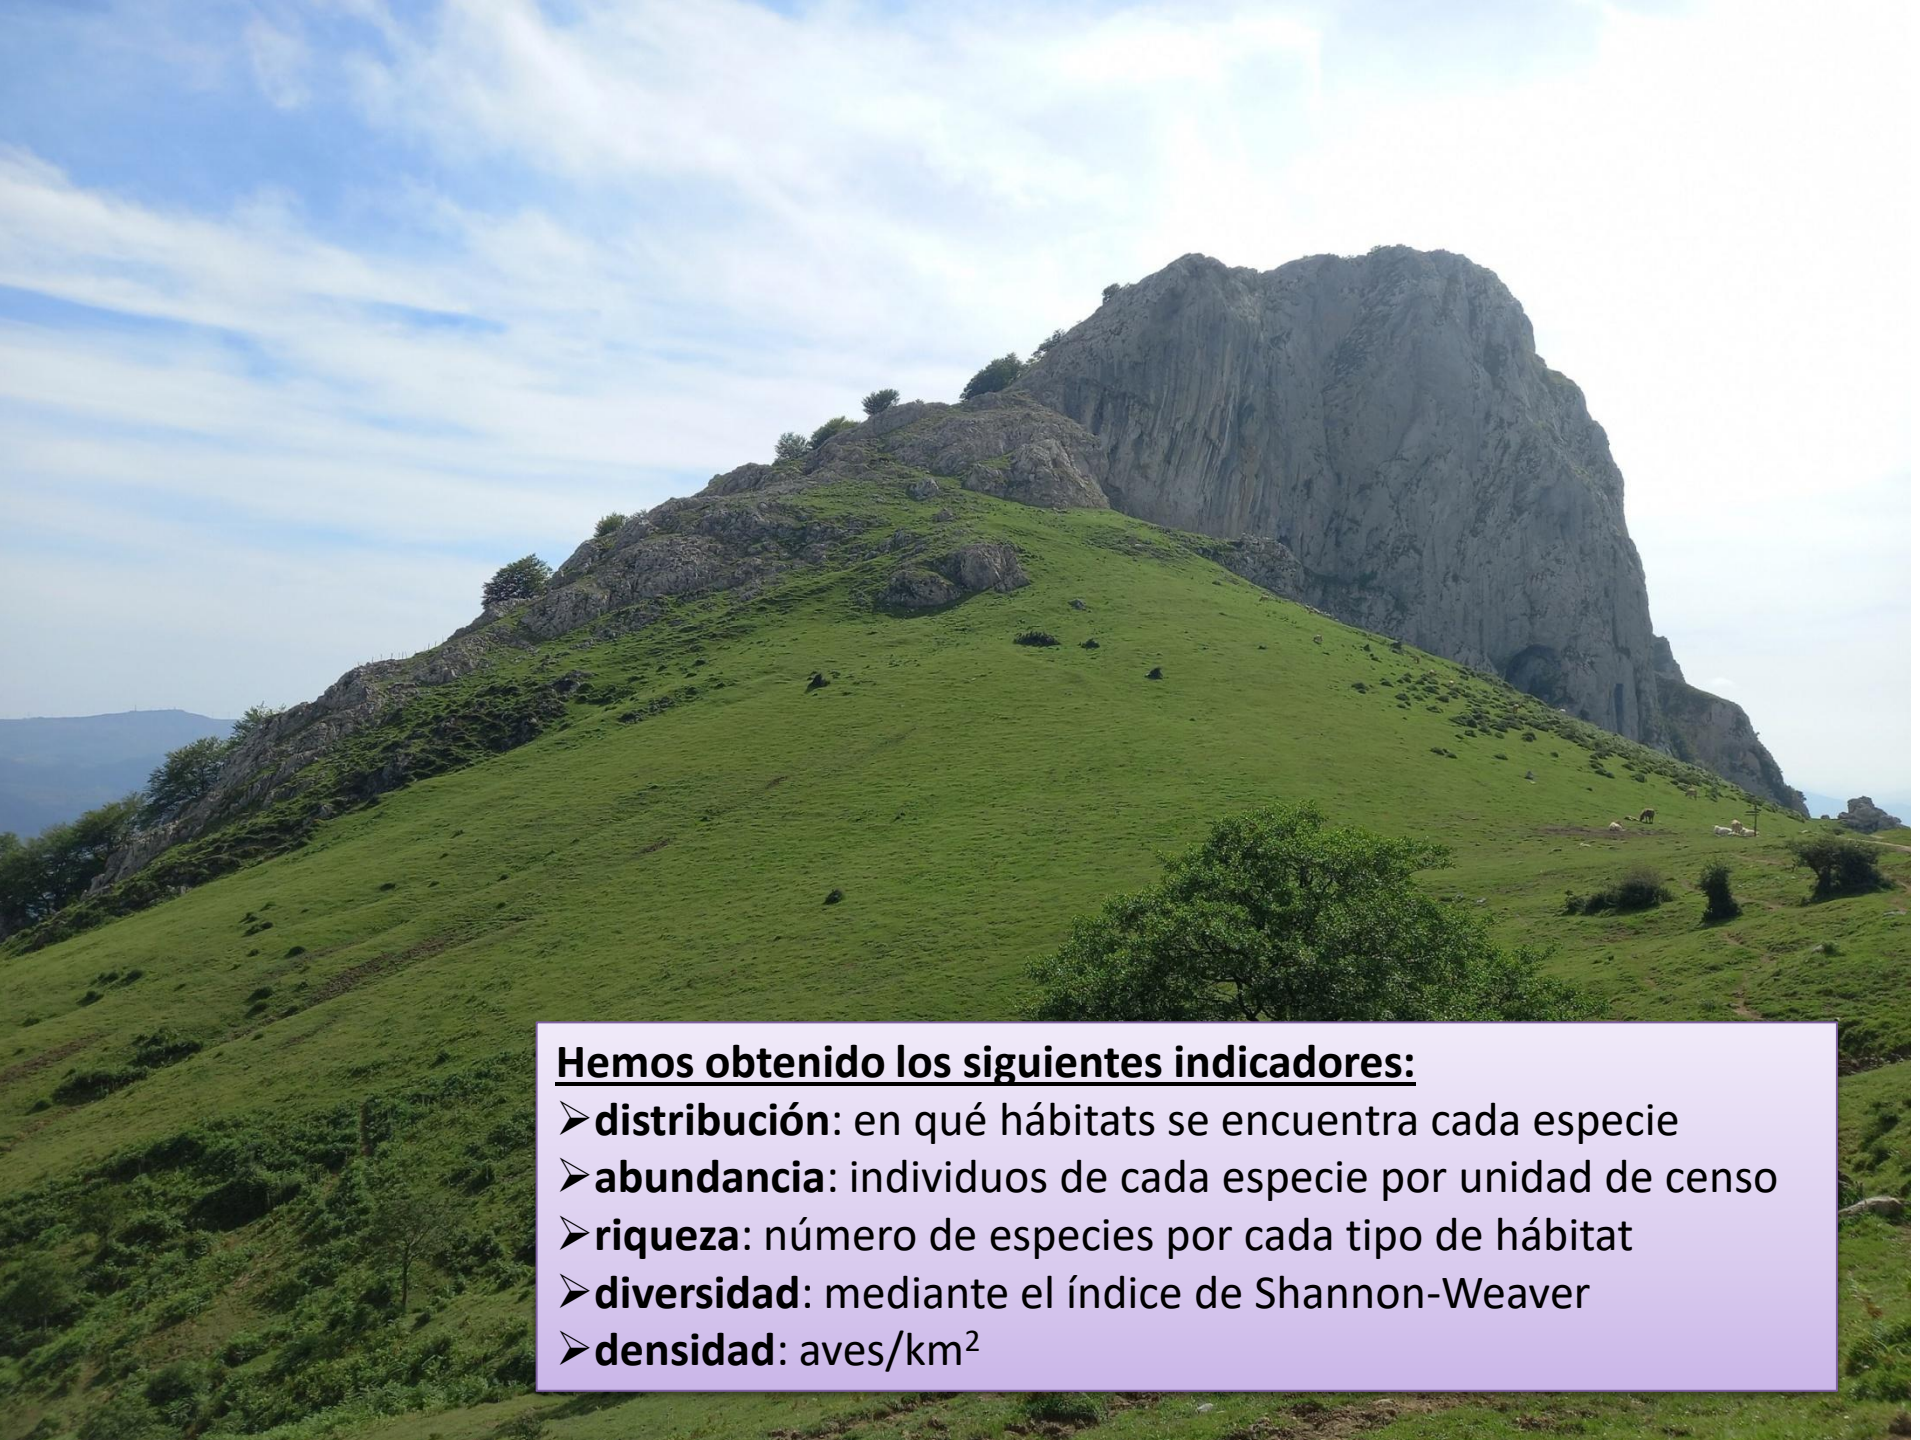 Hemos obtenido los siguientes indicadores:
➢distribución: en qué hábitats se encuentra cada especie
➢abundancia: individuos de cada especie por unidad de censo
➢riqueza: número de especies por cada tipo de hábitat
➢diversidad: mediante el índice de Shannon-Weaver
➢densidad: aves/km²